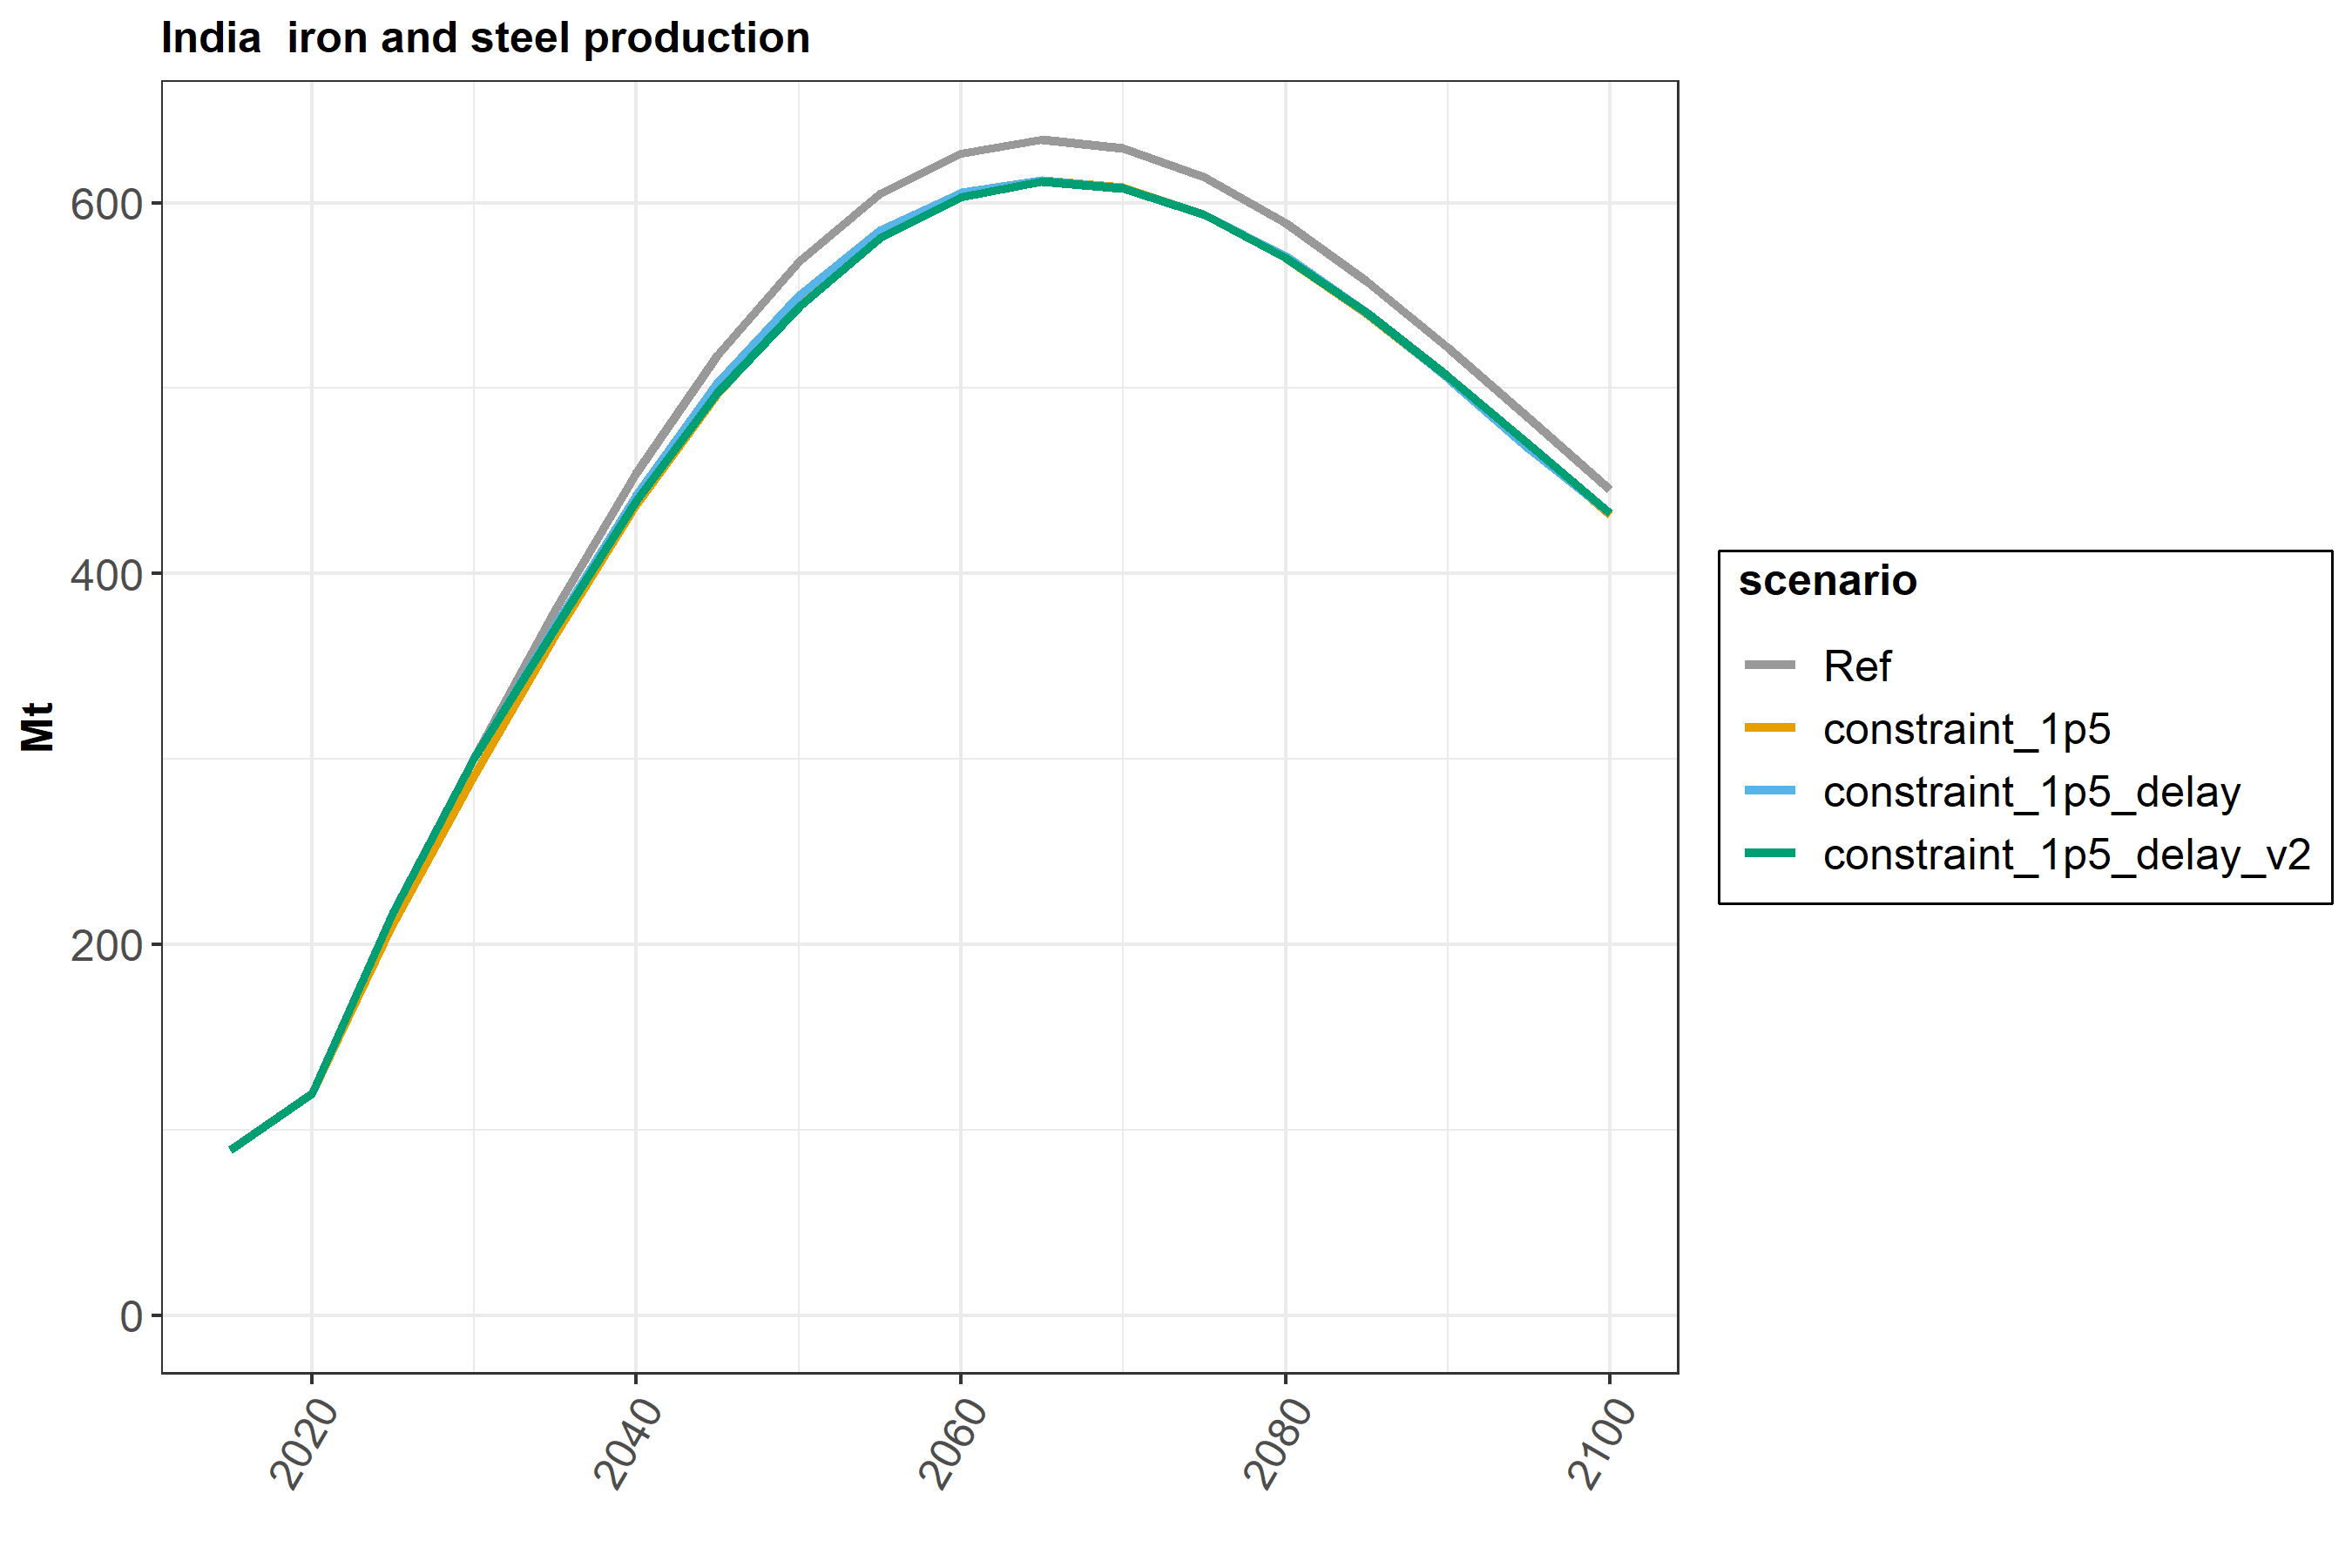 India  iron and steel production
Mt
600
400
200
0
2020
2040
2060
2080
2100
scenario
Ref
constraint_1p5
constraint_1p5_delay
constraint_1p5_delay_v2